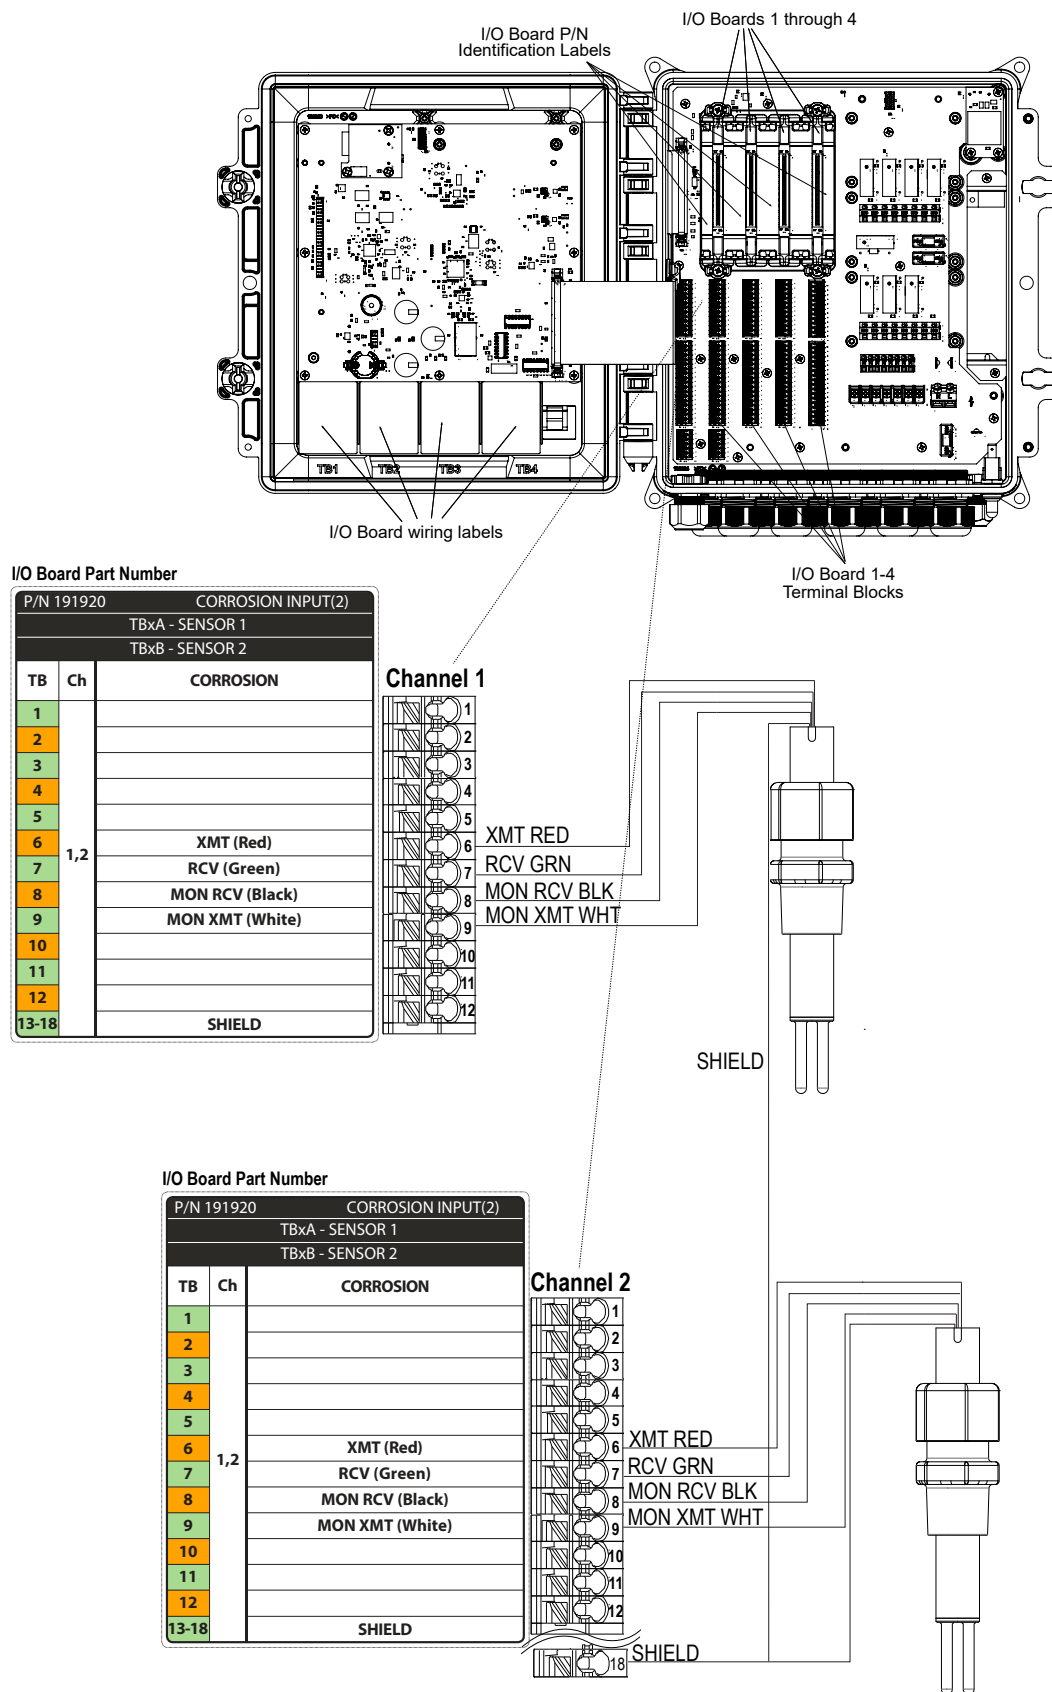 I/O Boards 1 through 4
I/O Board P/N
Identification Labels
TB1
TB2
TB3
TB4
I/O Board wiring labels
I/O Board 1-4
Terminal Blocks
I/O Board Part Number
P/N 191920 CORROSION INPUT(2)
TBxA - SENSOR 1
TBxB - SENSOR 2
TB Ch CORROSION
1
2
3
4
5
6 XMT (Red)
1,2
7 RCV (Green)
8 MON RCV (Black)
9 MON XMT (White)
10
11
12
13-18 SHIELD
Channel 1
1
2
3
4
5
6 XMT RED
7 RCV GRN
8 MON RCV BLK
9 MON XMT WHT
10
11
12
SHIELD
I/O Board Part Number
P/N 191920 CORROSION INPUT(2)
TBxA - SENSOR 1
TBxB - SENSOR 2
TB Ch CORROSION
1
2
3
4
5
6 XMT (Red)
1,2
7 RCV (Green)
8 MON RCV (Black)
9 MON XMT (White)
10
11
12
13-18 SHIELD
Channel 2
1
2
3
4
5
6 XMT RED
7 RCV GRN
8 MON RCV BLK
9 MON XMT WHT
10
11
12
18 SHIELD